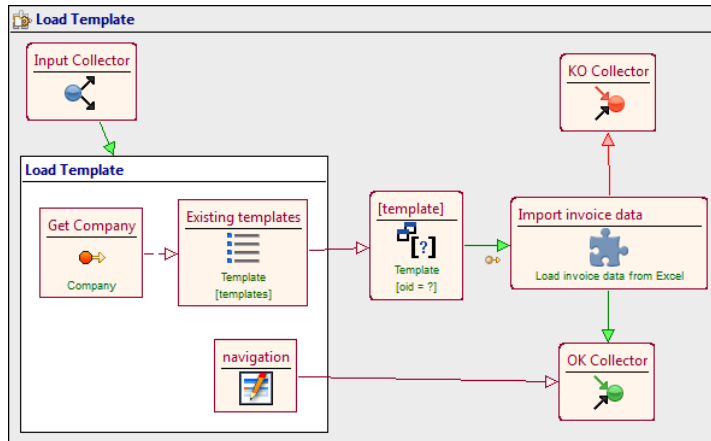 Load Template
Input Collector
KO Collector
Load Template
Get Company
Company
Existing templates
Template
[templates]
[template]
[?]
Template
[oid = ?]
Import invoice data
Load invoice data from Excel
navigation
OK Collector